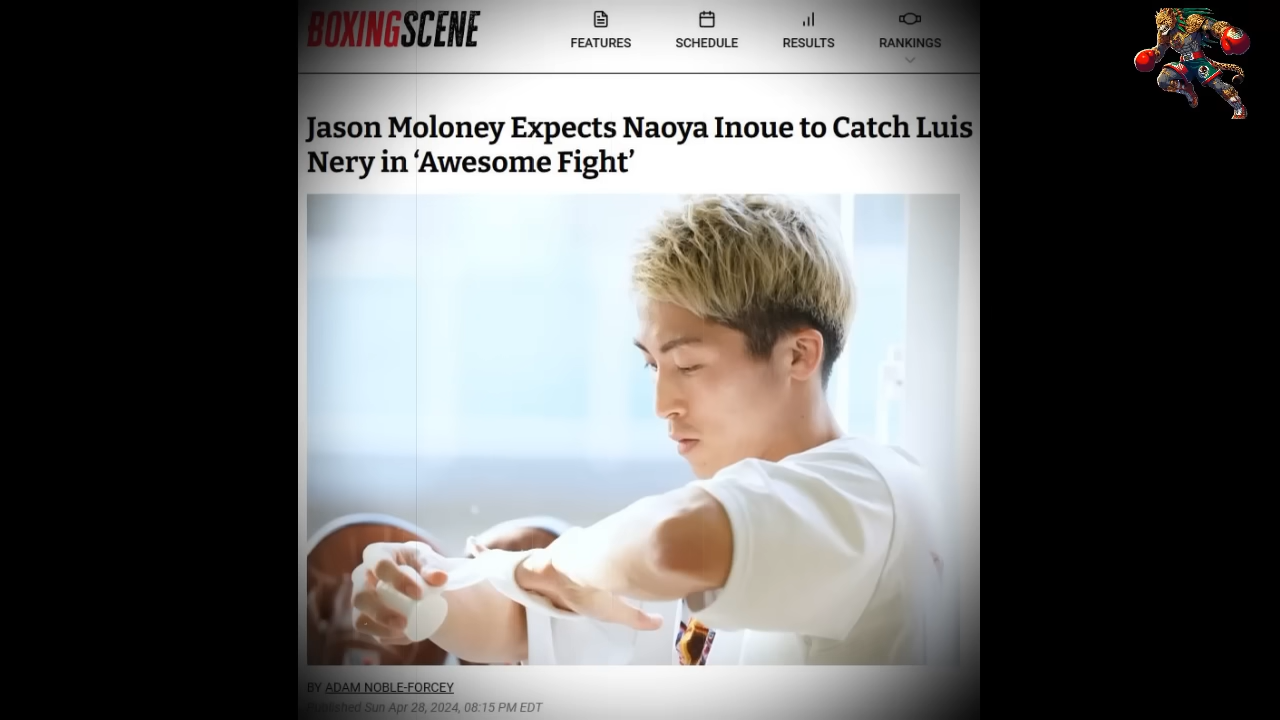 BOXINGSCENE
FEATURES
SCHEDULE
RESULTS
RANKINGS
Jason Moloney Expects Naoya Inoue to Catch Luis
Nery in ‘Awesome Fight’
BY ADAM NOBLE-FORCEY
Published Sun Apr 28, 2024, 08:15 PM EDT